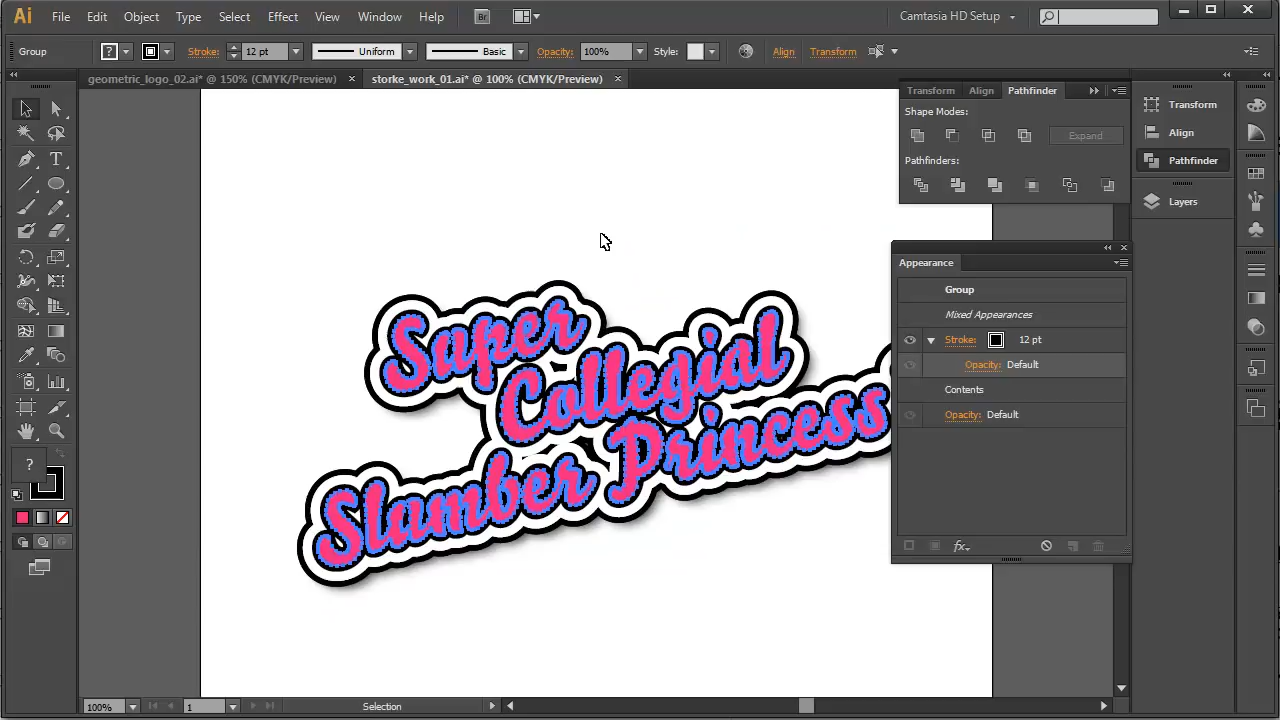 Ai File Edit Object Type Select Effect View Window Help Br Camtasia HD Setup
Group ? Stroke: 12 pt Uniform Basic Opacity: 100% Style: Align Transform
geometric_logo_02.ai* @ 150% (CMYK/Preview) × storke_work_01.ai* @ 100% (CMYK/Preview) ×
Transform Align Pathfinder
Shape Modes:
Expand
Pathfinders:
Transform
Align
Pathfinder
Layers
Appearance
Group
Mixed Appearances
Stroke: 12 pt
Opacity: Default
Contents
Opacity: Default
fx
Super
Collegial
Slamber Princess
T
?
100% 1 Selection